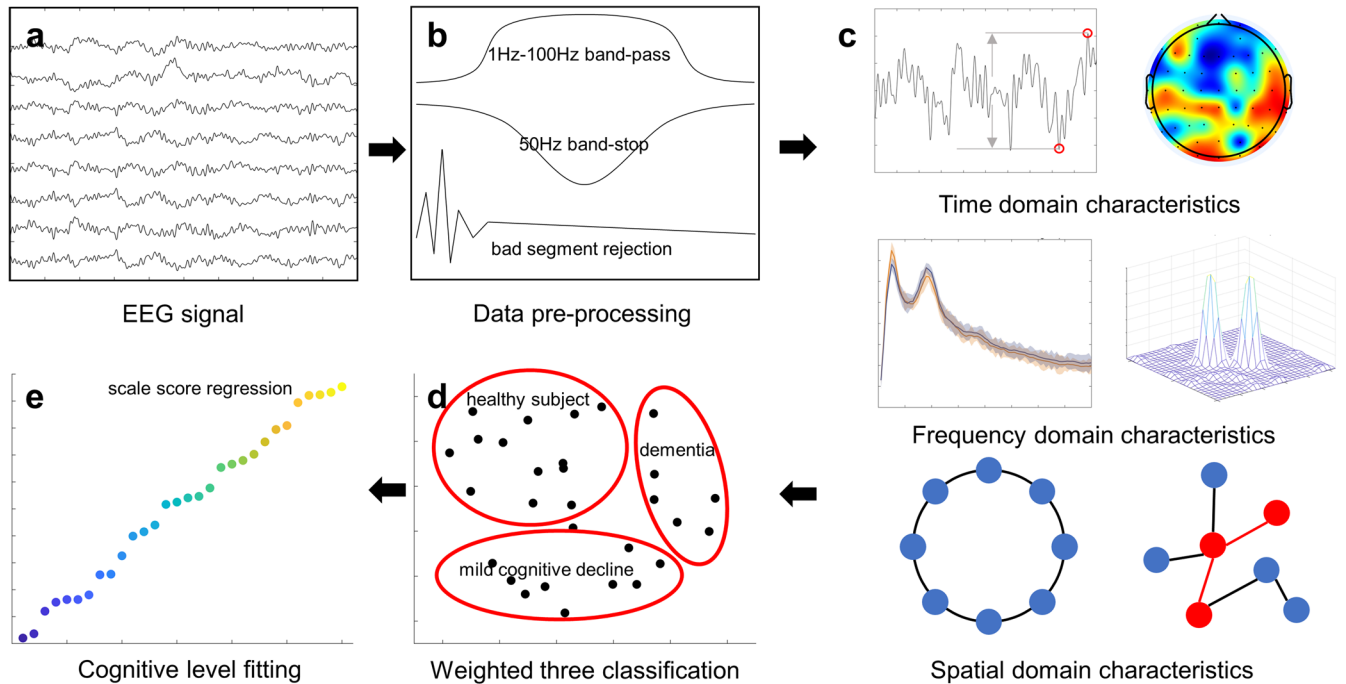 a
EEG signal
b
1Hz-100Hz band-pass
50Hz band-stop
bad segment rejection
Data pre-processing
c
Time domain characteristics
Frequency domain characteristics
Spatial domain characteristics
d
healthy subject
dementia
mild cognitive decline
Weighted three classification
e
scale score regression
Cognitive level fitting